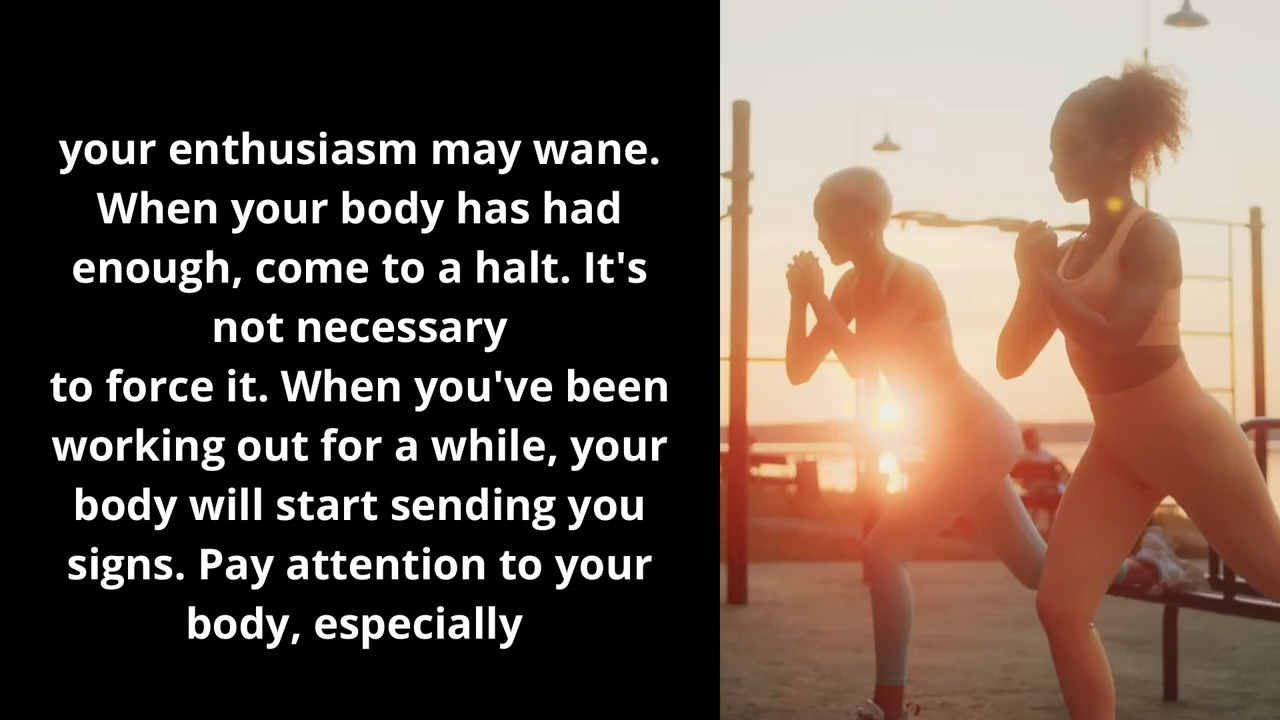 your enthusiasm may wane.
When your body has had
enough, come to a halt. It's
not necessary
to force it. When you've been
working out for a while, your
body will start sending you
signs. Pay attention to your
body, especially